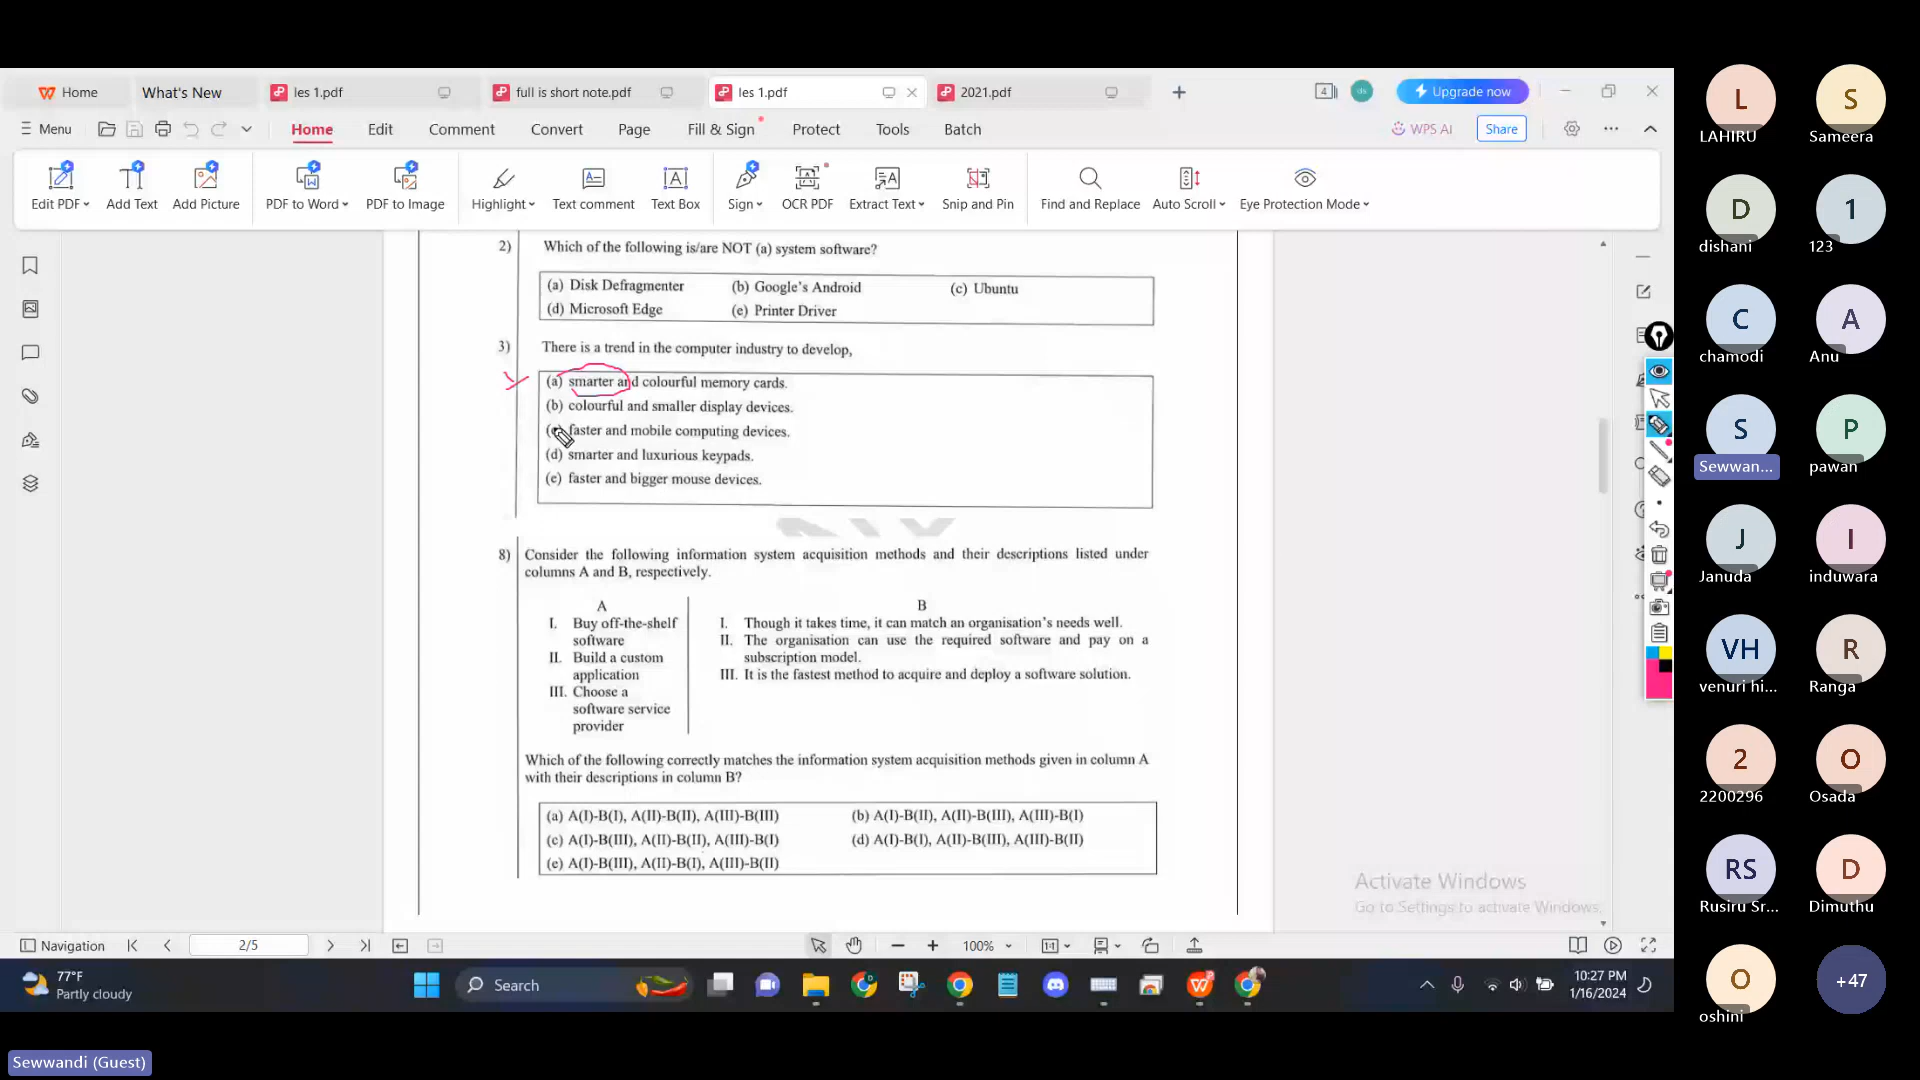 Home
What's New
les 1.pdf
full is short note.pdf
les 1.pdf
2021.pdf
4
Upgrade now
Menu
Home
Edit
Comment
Convert
Page
Fill & Sign
Protect
Tools
Batch
WPS AI
Share
Edit PDF
Add Text
Add Picture
PDF to Word
PDF to Image
Highlight
Text comment
Text Box
Sign
OCR PDF
Extract Text
Snip and Pin
Find and Replace
Auto Scroll
Eye Protection Mode
2) Which of the following is/are NOT (a) system software?
(a) Disk Defragmenter (b) Google's Android (c) Ubuntu
(d) Microsoft Edge (e) Printer Driver
3) There is a trend in the computer industry to develop,
(a) smarter and colourful memory cards.
(b) colourful and smaller display devices.
faster and mobile computing devices.
(d) smarter and luxurious keypads.
(e) faster and bigger mouse devices.
8) Consider the following information system acquisition methods and their descriptions listed under
columns A and B, respectively.
A
I. Buy off-the-shelf
software
II. Build a custom
application
III. Choose a
software service
provider
B
I. Though it takes time, it can match an organisation's needs well.
II. The organisation can use the required software and pay on a
subscription model.
III. It is the fastest method to acquire and deploy a software solution.
Which of the following correctly matches the information system acquisition methods given in column A
with their descriptions in column B?
(a) A(I)-B(I), A(II)-B(II), A(III)-B(III) (b) A(I)-B(II), A(II)-B(III), A(III)-B(I)
(c) A(I)-B(III), A(II)-B(II), A(III)-B(I) (d) A(I)-B(I), A(II)-B(III), A(III)-B(II)
(e) A(I)-B(III), A(II)-B(I), A(III)-B(II)
Activate Windows
Go to Settings to activate Windows.
Navigation
2/5
100%
77°F
Partly cloudy
Search
10:27 PM
1/16/2024
L
LAHIRU
S
Sameera
D
dishani
1
123
C
chamodi
A
Anu
S
Sewwan...
P
pawan
J
Januda
I
induwara
VH
venuri hi...
R
Ranga
2
2200296
O
Osada
RS
Rusiru Sr...
D
Dimuthu
O
oshini
+47
Sewwandi (Guest)